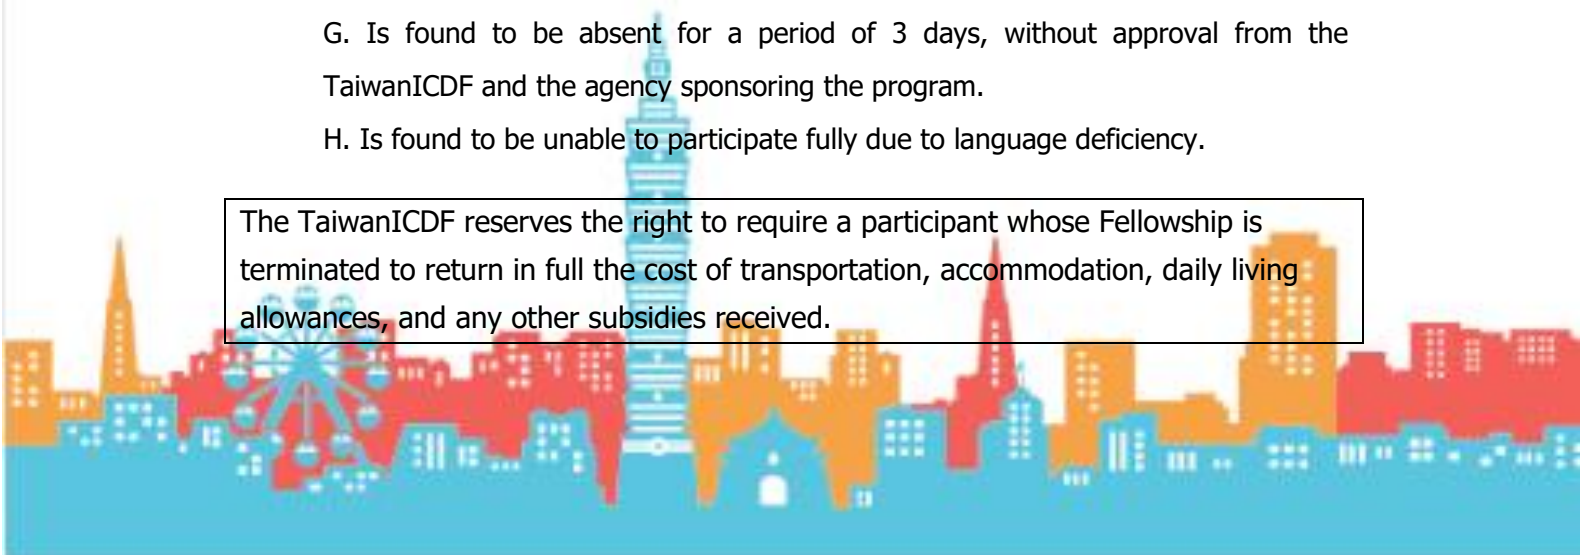 G. Is found to be absent for a period of 3 days, without approval from the
TaiwanICDF and the agency sponsoring the program.
H. Is found to be unable to participate fully due to language deficiency.
The TaiwanICDF reserves the right to require a participant whose Fellowship is
terminated to return in full the cost of transportation, accommodation, daily living
allowances, and any other subsidies received.